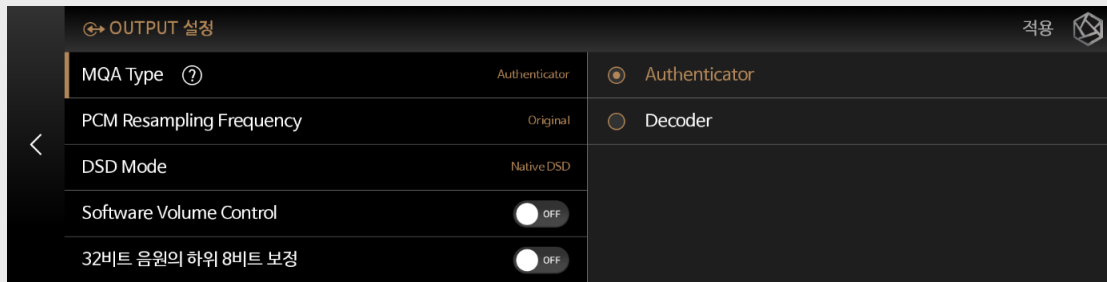 OUTPUT 설정
적용
MQA Type ?
Authenticator
PCM Resampling Frequency
Original
DSD Mode
Native DSD
Software Volume Control
OFF
32비트 음원의 하위 8비트 보정
OFF
Authenticator
Decoder